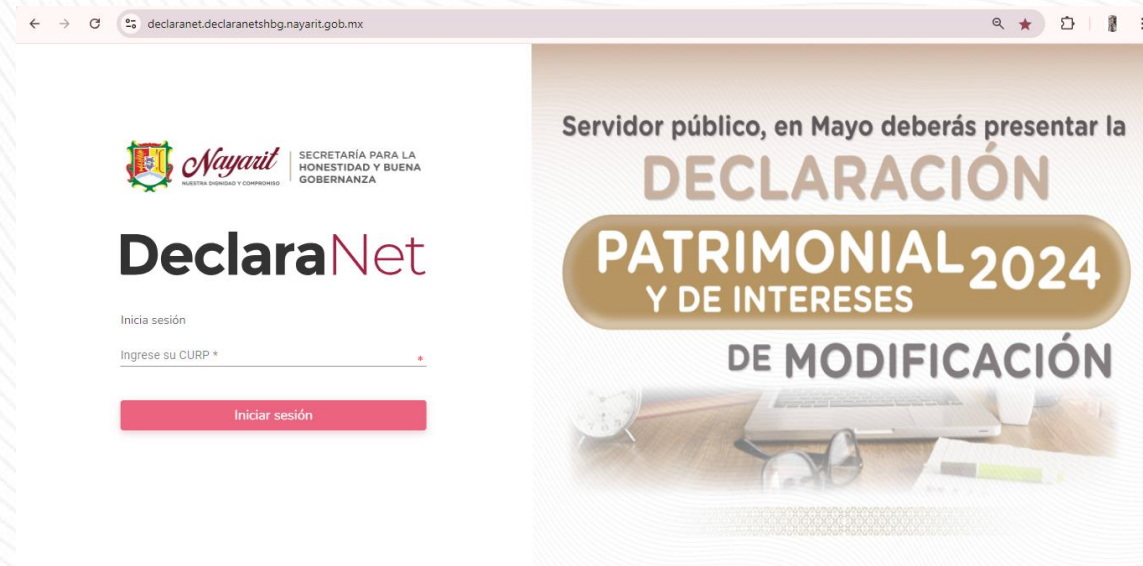 declaranet.declaranetshbg.nayarit.gob.mx
Nayarit
NUESTRA DIGNIDAD Y COMPROMISO
SECRETARÍA PARA LA
HONESTIDAD Y BUENA
GOBERNANZA
DeclaraNet
Inicia sesión
Ingrese su CURP *
*
Iniciar sesión
Servidor público, en Mayo deberás presentar la
DECLARACIÓN
PATRIMONIAL 2024
Y DE INTERESES
DE MODIFICACIÓN